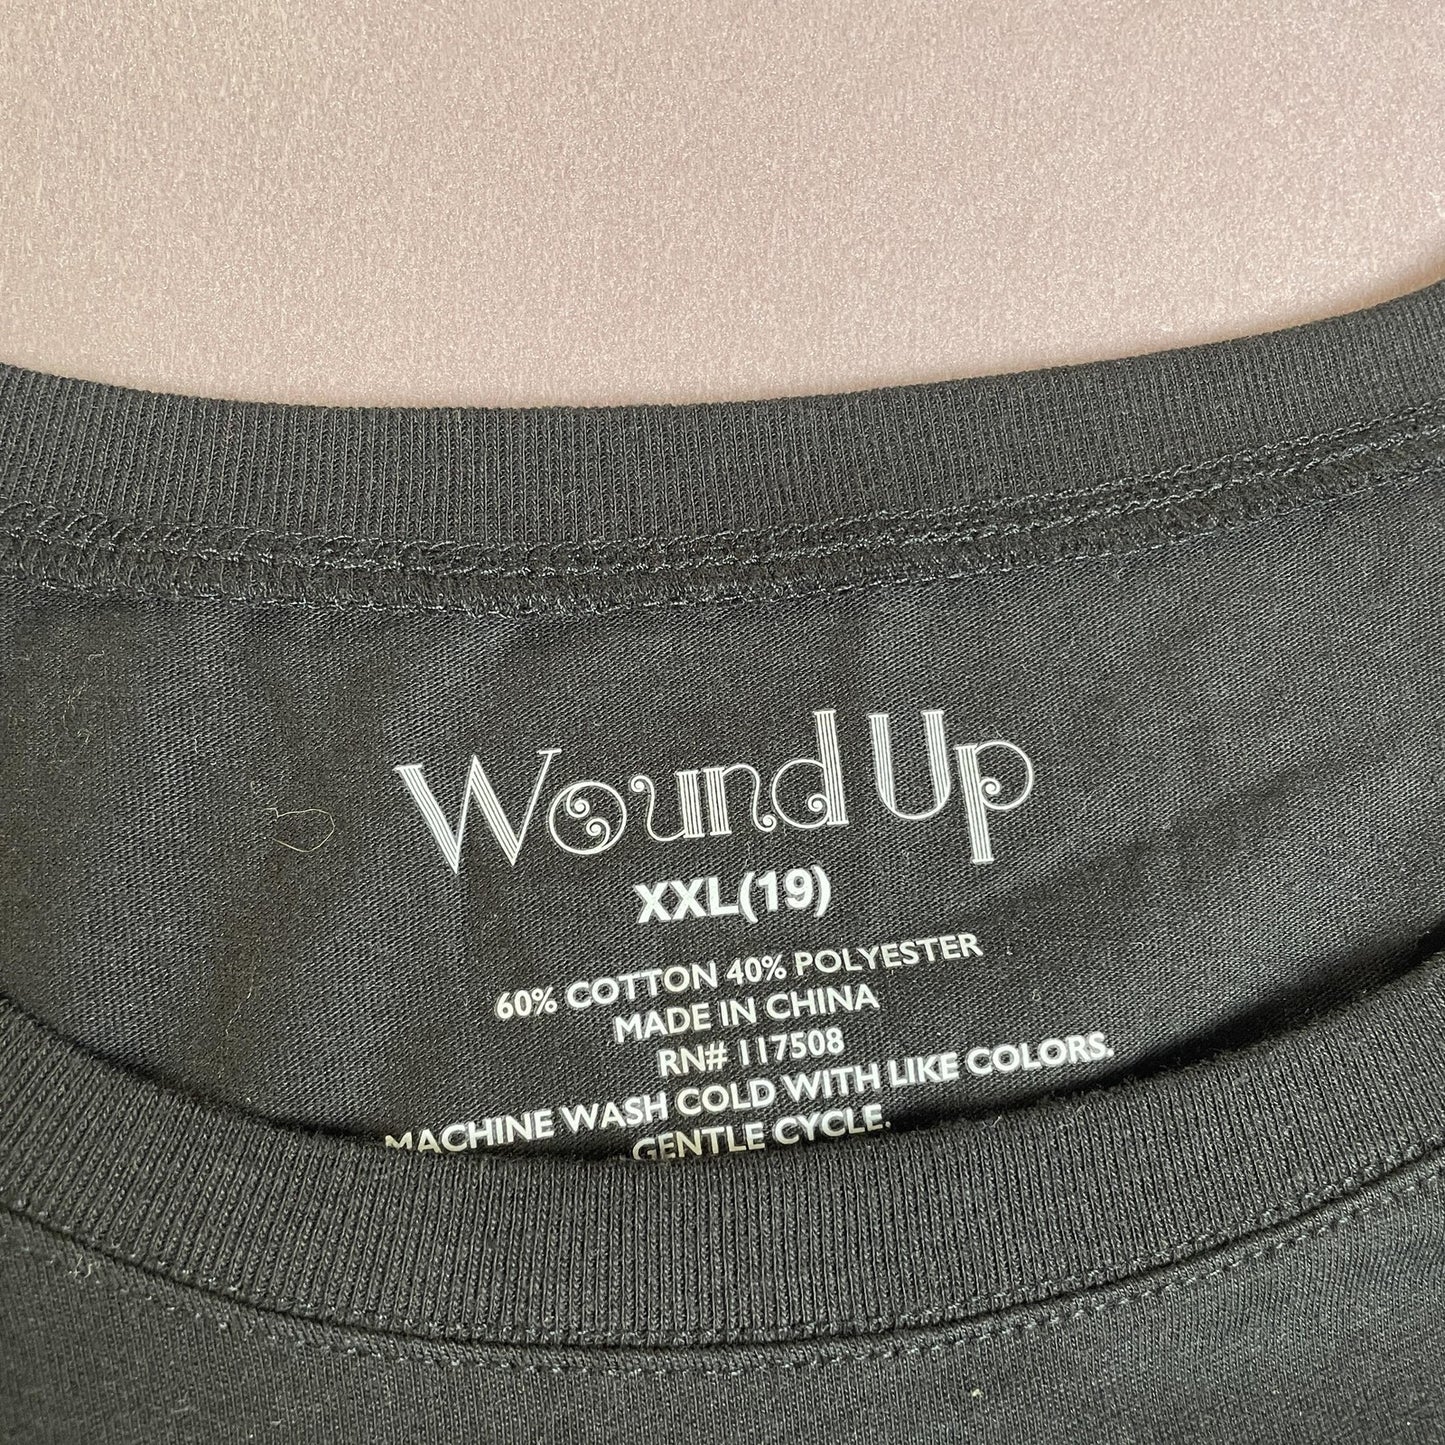 Wound Up
XXL(19)
60% COTTON 40% POLYESTER
MADE IN CHINA
RN# 117508
MACHINE WASH COLD WITH LIKE COLORS.
GENTLE CYCLE.